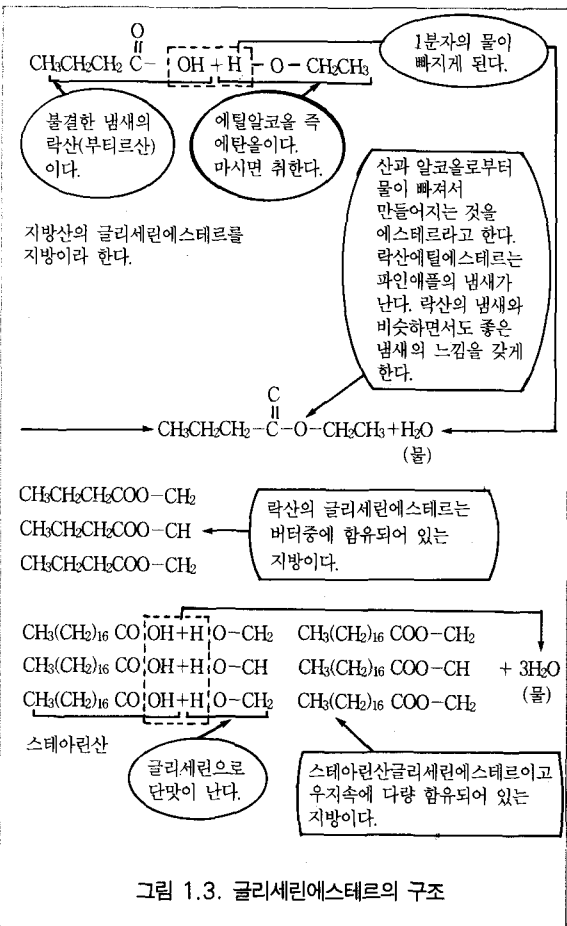 O
||
CH₃CH₂CH₂ C- OH + H -O-CH₂CH₃
1분자의 물이
빠지게 된다.
불결한 냄새의
락산(부티르산)
이다.
에틸알코올 즉
에탄올이다.
마시면 취한다.
산과 알코올로부터
물이 빠져서
만들어지는 것을
에스테르라고 한다.
락산에틸에스테르는
파인애플의 냄새가
난다. 락산의 냄새와
비슷하면서도 좋은
냄새의 느낌을 갖게
한다.
지방산의 글리세린에스테르를
지방이라 한다.
C
||
CH₃CH₂CH₂-C-O-CH₂CH₃+H₂O
(물)
CH₃CH₂CH₂COO-CH₂
CH₃CH₂CH₂COO-CH
CH₃CH₂CH₂COO-CH₂
락산의 글리세린에스테르는
버터중에 함유되어 있는
지방이다.
CH₃(CH₂)₁₆ CO OH+H O-CH₂ CH₃(CH₂)₁₆ COO-CH₂
CH₃(CH₂)₁₆ CO OH+H O-CH CH₃(CH₂)₁₆ COO-CH + 3H₂O
CH₃(CH₂)₁₆ CO OH+H O-CH₂ CH₃(CH₂)₁₆ COO-CH₂ (물)
스테아린산
글리세린으로
단맛이 난다.
스테아린산글리세린에스테르이고
우지속에 다량 함유되어 있는
지방이다.
그림 1.3. 글리세린에스테르의 구조